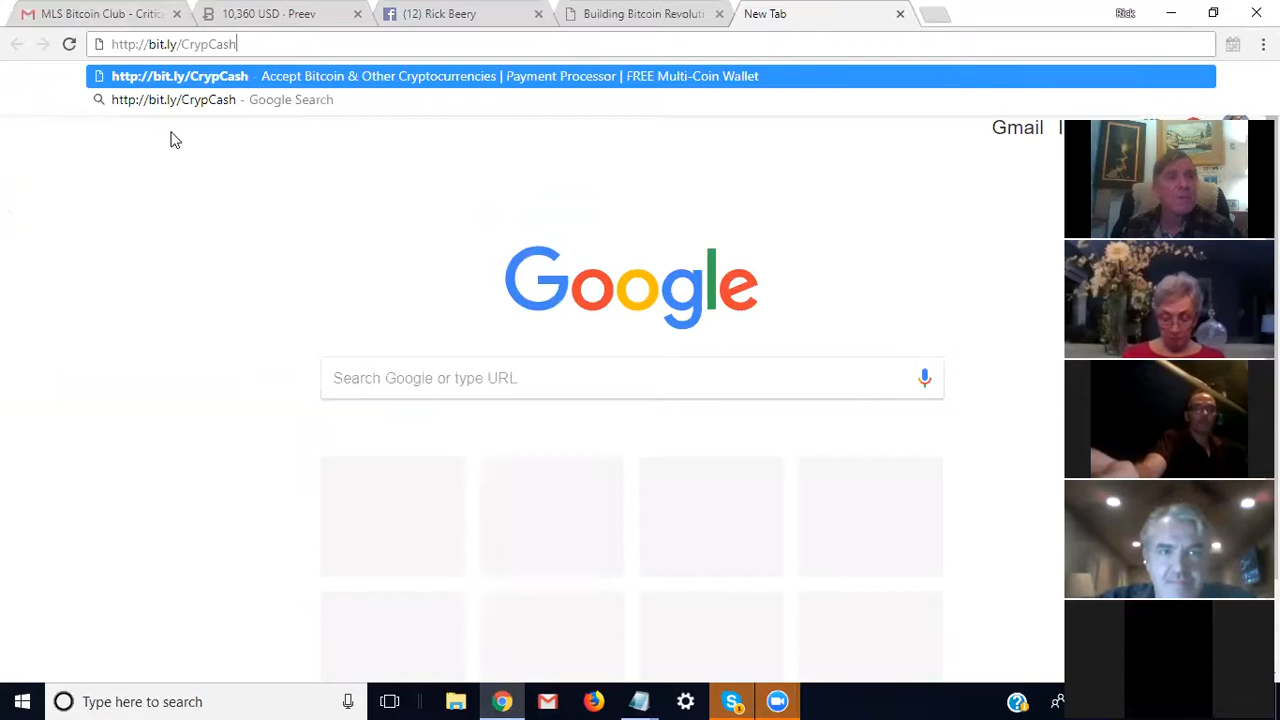 MLS Bitcoin Club - Critica
10,360 USD - Preev
(12) Rick Beery
Building Bitcoin Revoluti
New Tab
Rick
http://bit.ly/CrypCash
http://bit.ly/CrypCash - Accept Bitcoin & Other Cryptocurrencies | Payment Processor | FREE Multi-Coin Wallet
http://bit.ly/CrypCash - Google Search
Gmail
Google
Search Google or type URL
Type here to search